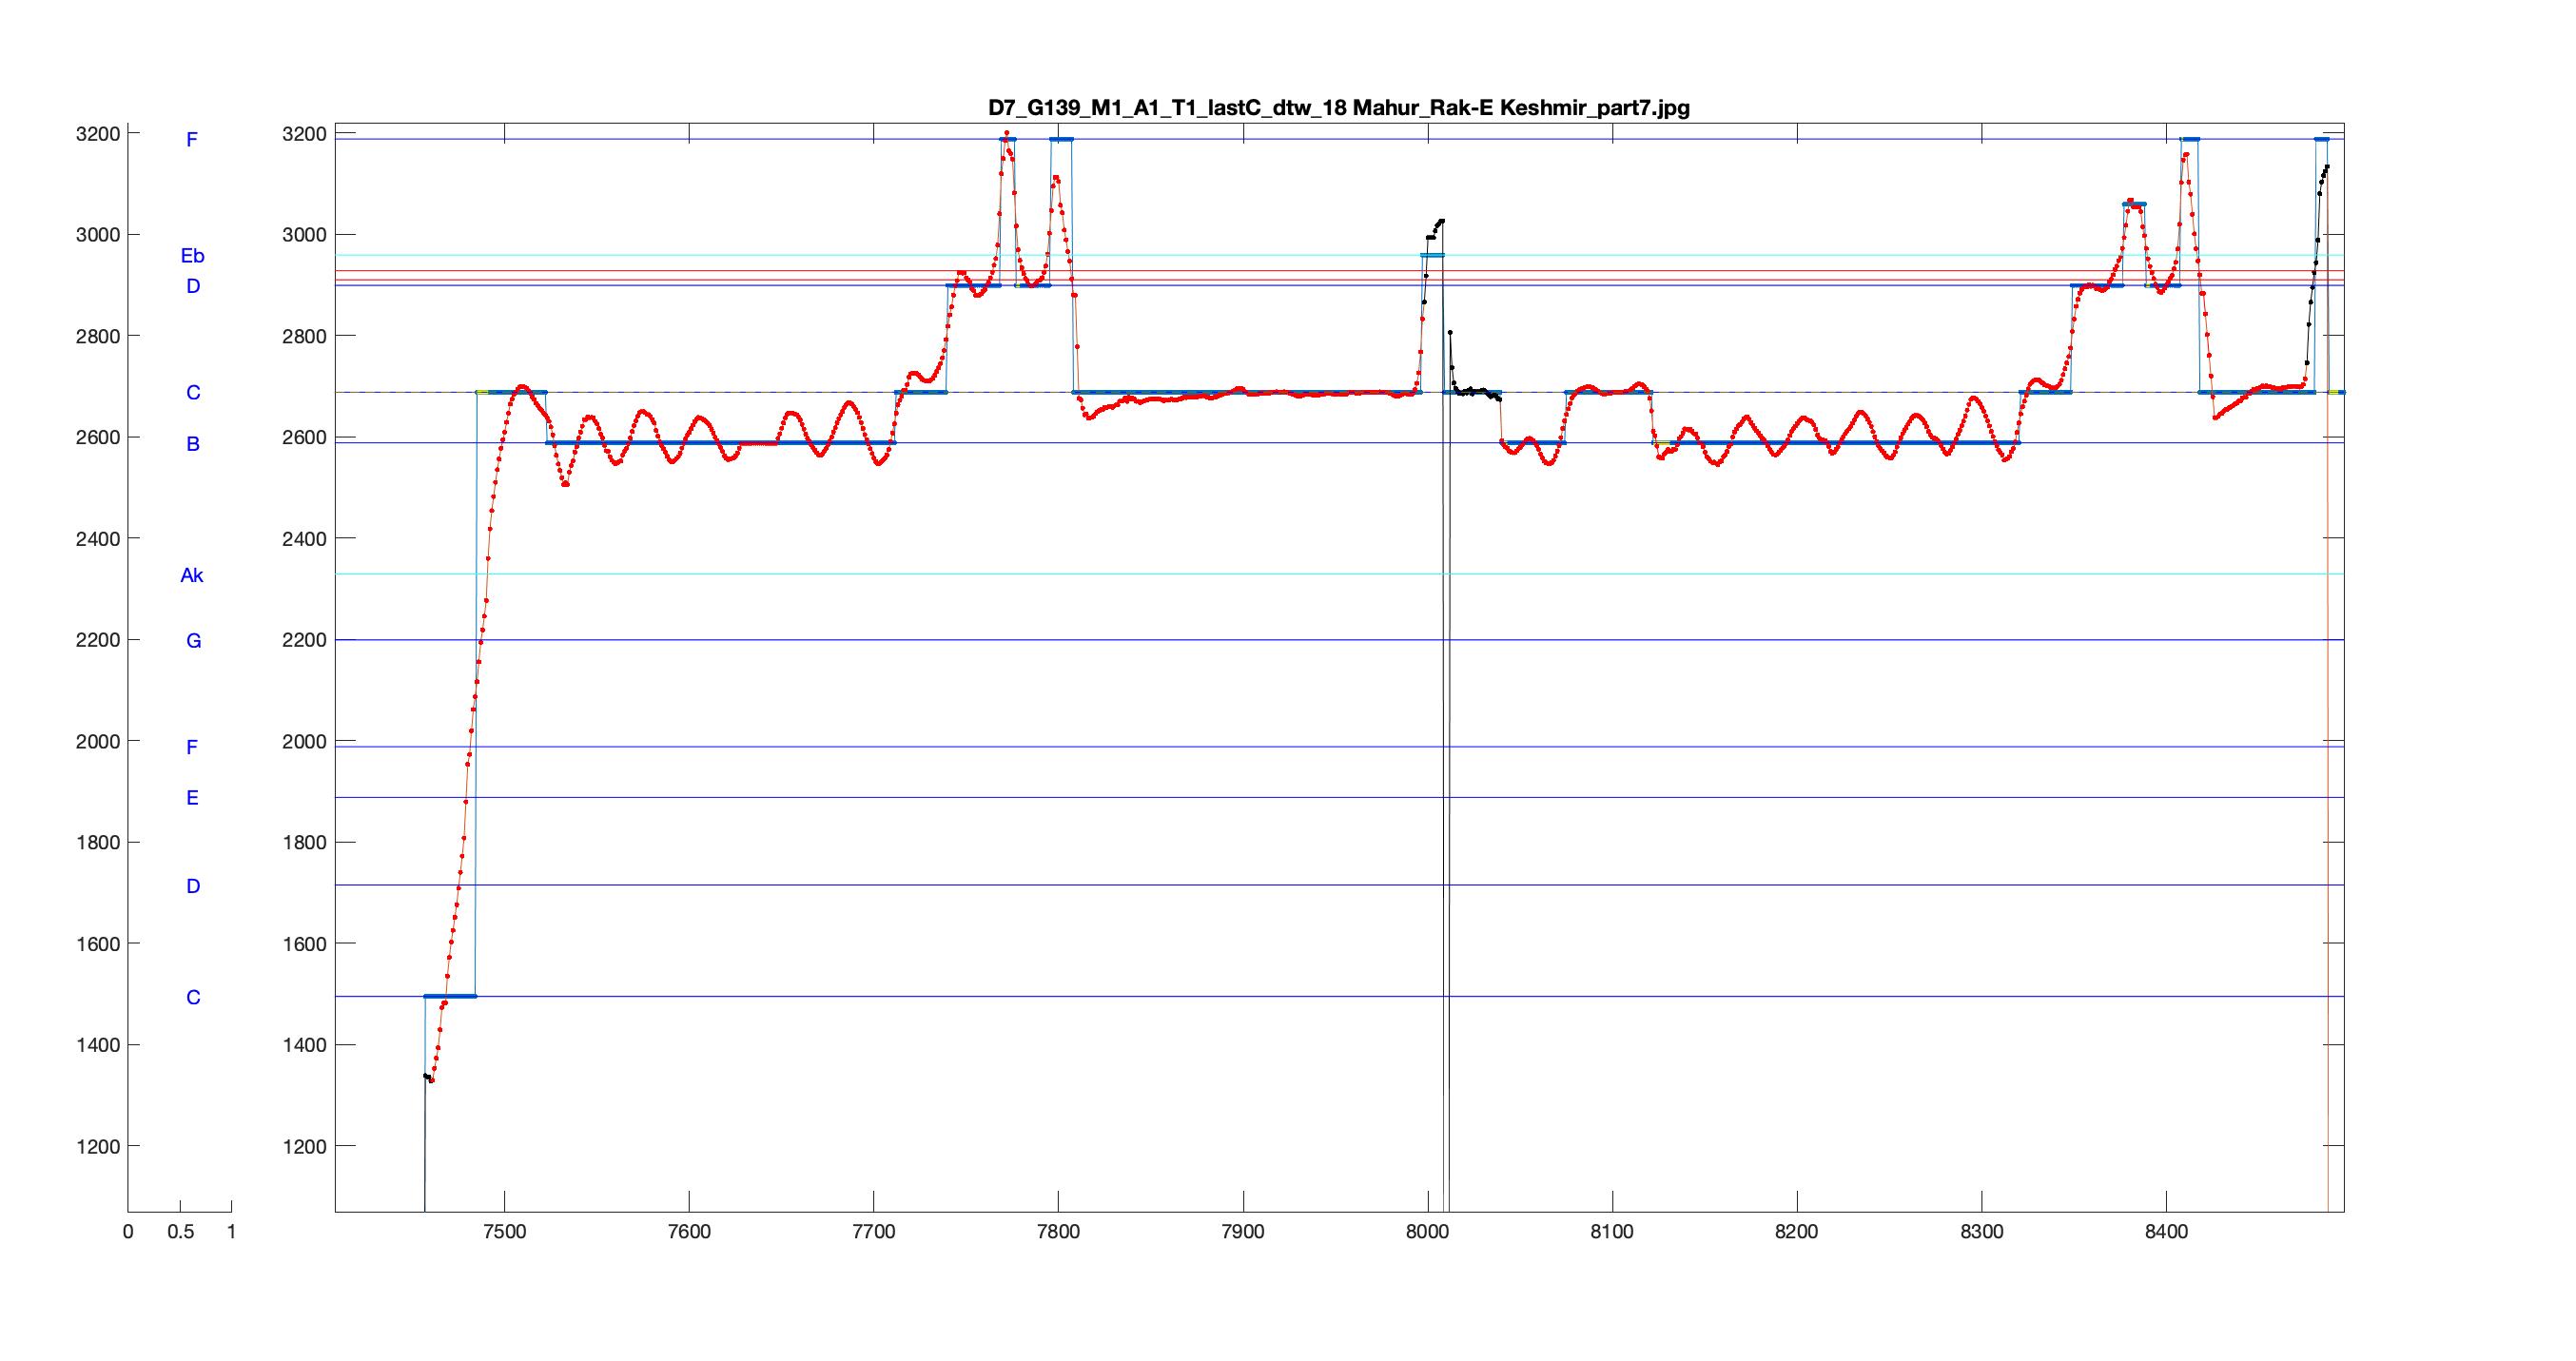 D7_G139_M1_A1_T1_lastC_dtw_18 Mahur_Rak-E Keshmir_part7.jpg
3200 F 3200
3000 3000
Eb
D
2800 2800
C
2600 B 2600
2400 2400
Ak
2200 G 2200
2000 F 2000
E
1800 1800
D
1600 1600
C
1400 1400
1200 1200
0 0.5 1 7500 7600 7700 7800 7900 8000 8100 8200 8300 8400